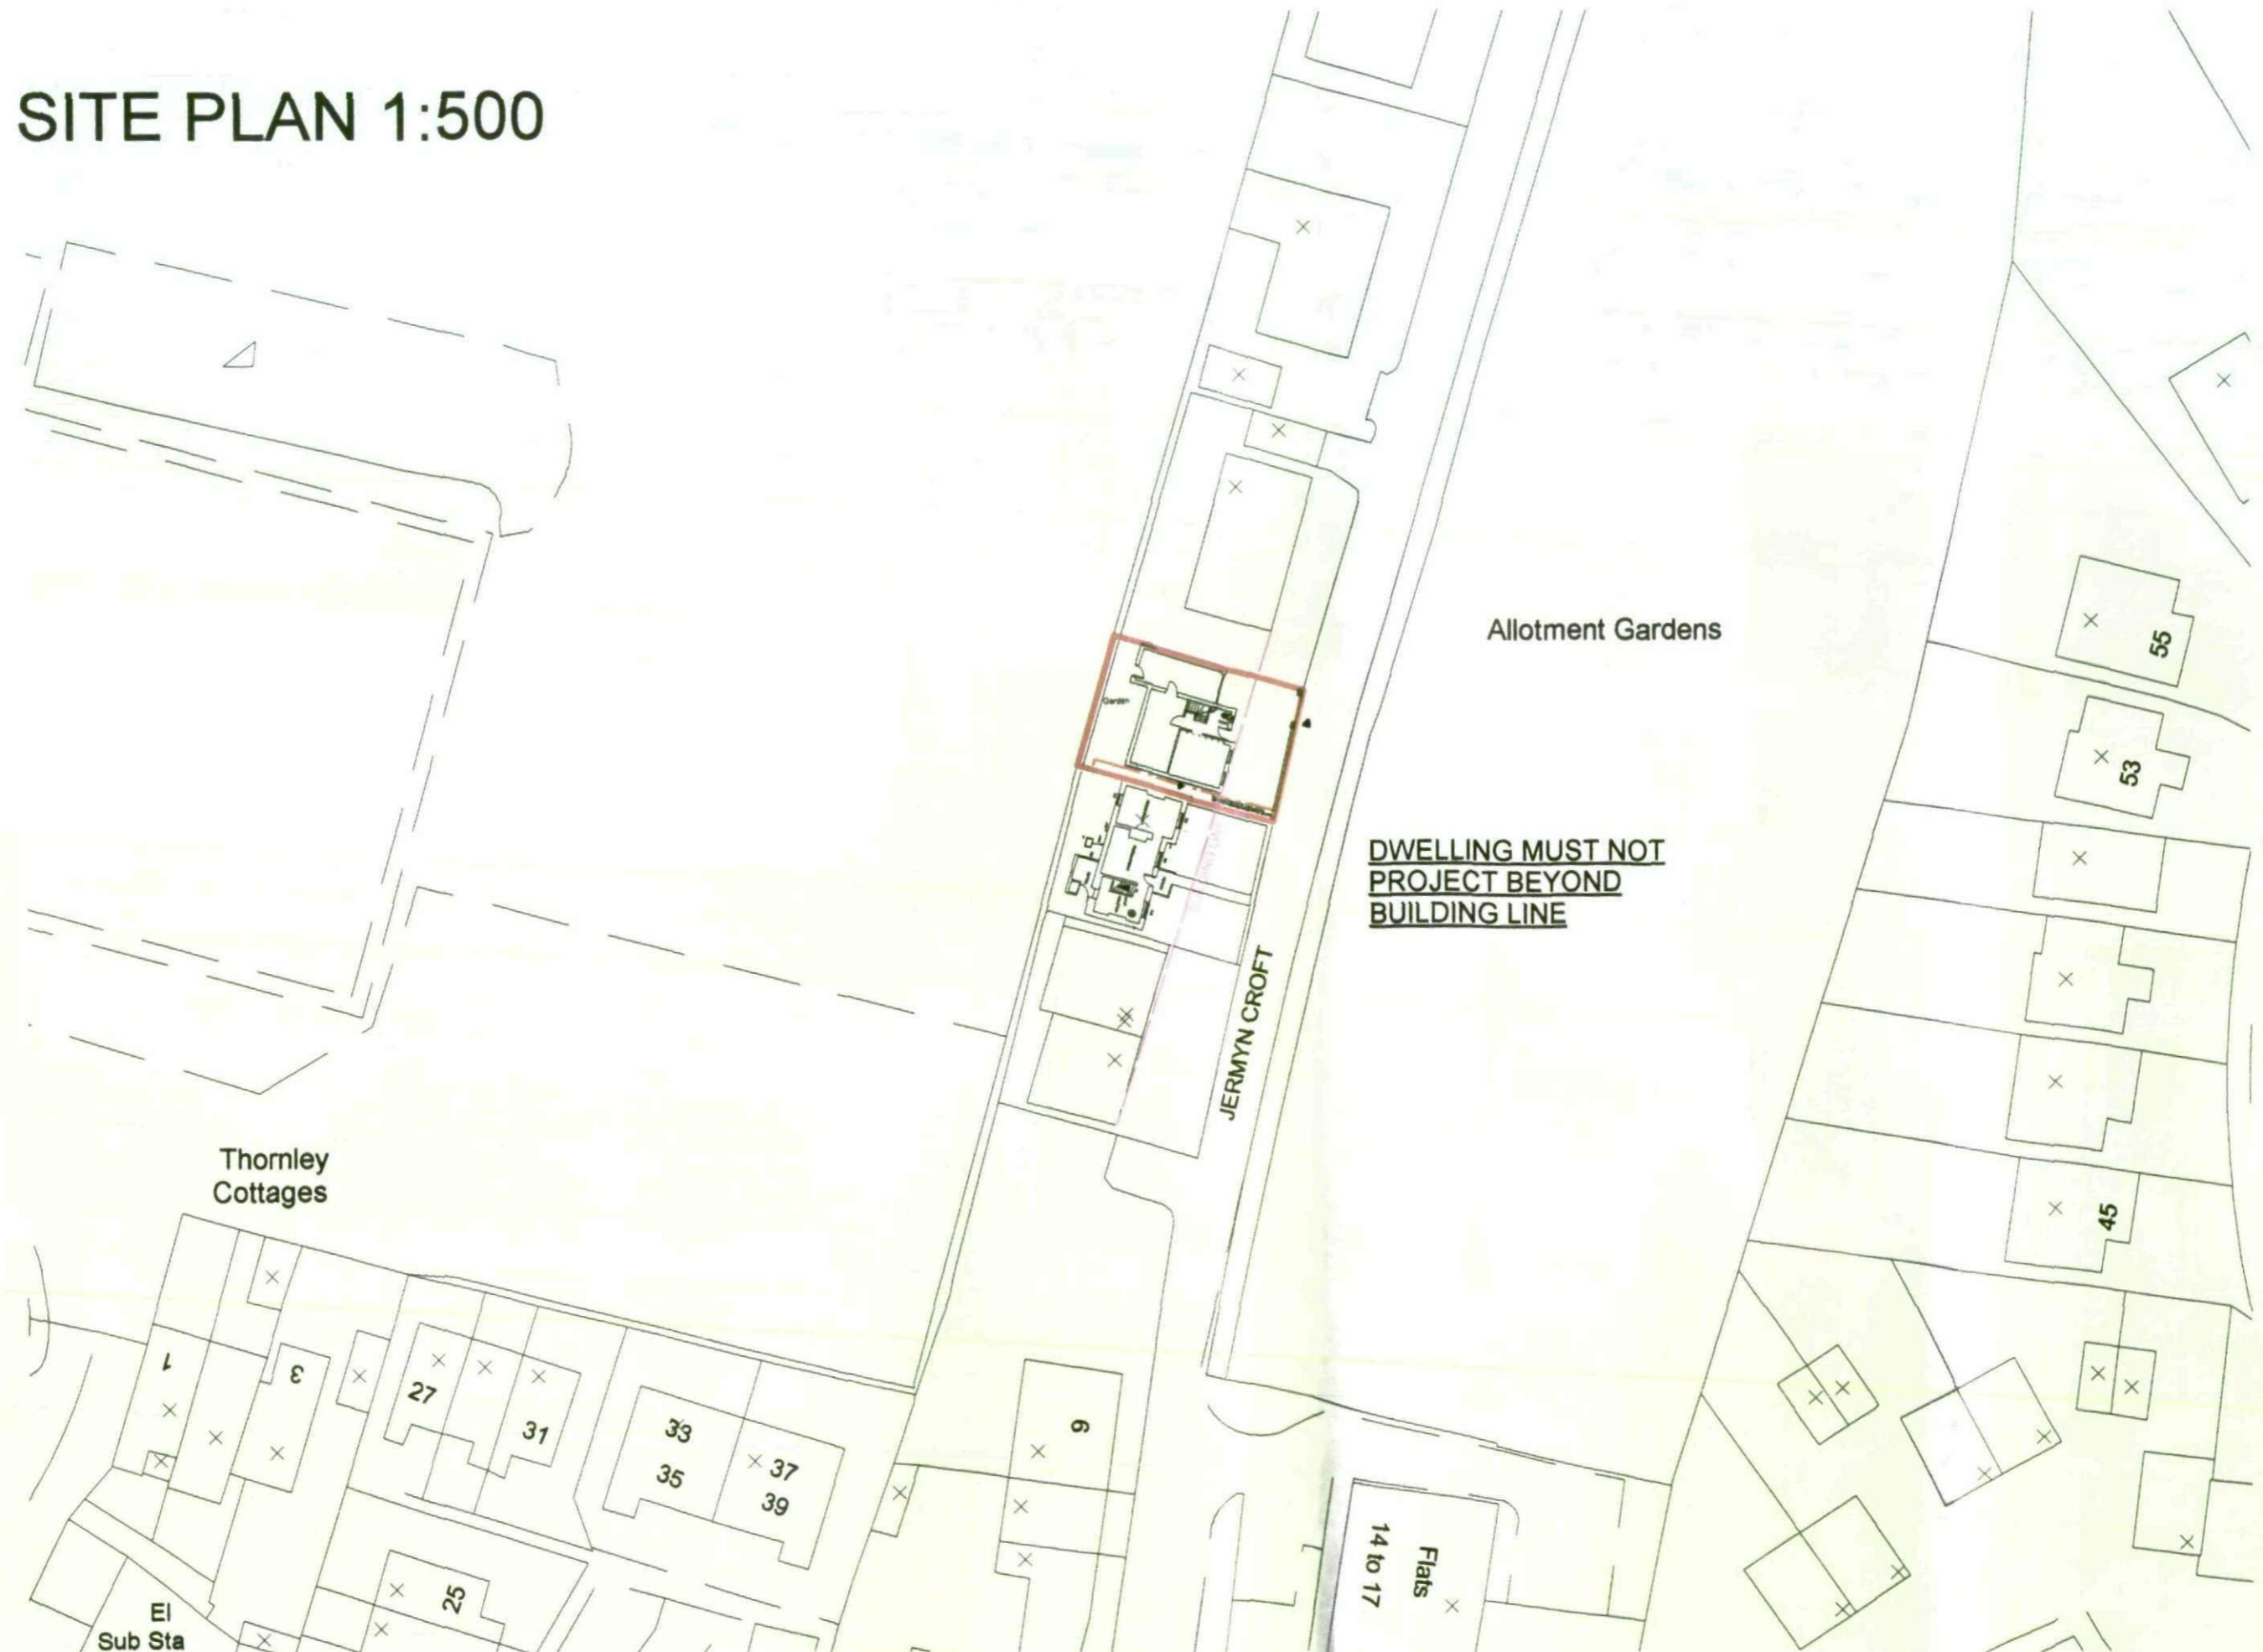 SITE PLAN 1:500
Allotment Gardens
55
53
Garden
DWELLING MUST NOT
PROJECT BEYOND
BUILDING LINE
JERMYN CROFT
Thornley
Cottages
45
1
3
27
31
33
35
37
39
9
25
Flats
14 to 17
El
Sub Sta